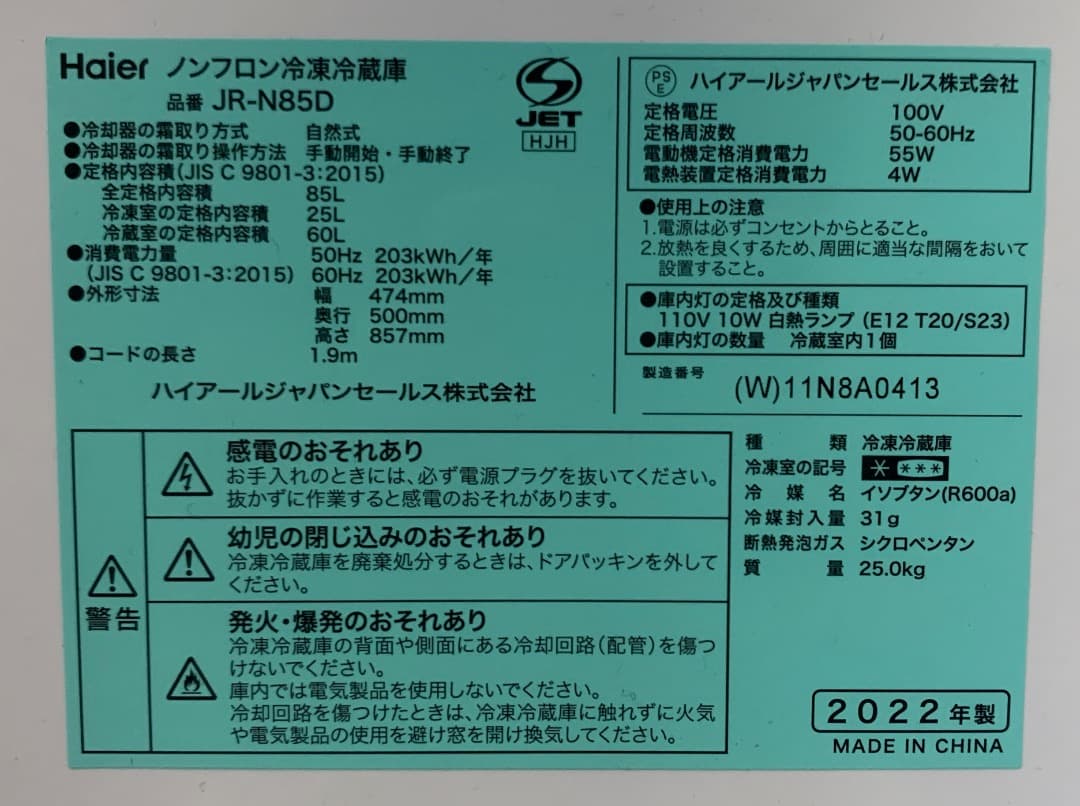 Haier ノンフロン冷凍冷蔵庫
品番 JR-N85D
●冷却器の霜取り方式 自然式
●冷却器の霜取り操作方法 手動開始・手動終了
●定格内容積(JIS C 9801-3:2015)
全定格内容積 85L
冷凍室の定格内容積 25L
冷蔵室の定格内容積 60L
●消費電力量 50Hz 203kWh/年
(JIS C 9801-3:2015) 60Hz 203kWh/年
●外形寸法 幅 474mm
奥行 500mm
高さ 857mm
●コードの長さ 1.9m
ハイアールジャパンセールス株式会社
S
JET
HJH
PS
E
ハイアールジャパンセールス株式会社
定格電圧 100V
定格周波数 50-60Hz
電動機定格消費電力 55W
電熱装置定格消費電力 4W
●使用上の注意
1.電源は必ずコンセントからとること。
2.放熱を良くするため、周囲に適当な間隔をおいて
設置すること。
●庫内灯の定格及び種類
110V 10W 白熱ランプ (E12 T20/S23)
●庫内灯の数量 冷蔵室内1個
製造番号
(W)11N8A0413
警告
感電のおそれあり
お手入れのときには、必ず電源プラグを抜いてください。
抜かずに作業すると感電のおそれがあります。
幼児の閉じ込みのおそれあり
冷凍冷蔵庫を廃棄処分するときは、ドアパッキンを外して
ください。
発火・爆発のおそれあり
冷凍冷蔵庫の背面や側面にある冷却回路(配管)を傷つ
けないでください。
庫内では電気製品を使用しないでください。
冷却回路を傷つけたときは、冷凍冷蔵庫に触れずに火気
や電気製品の使用を避け窓を開け換気してください。
種類 冷凍冷蔵庫
冷凍室の記号 * ***
冷媒名 イソブタン(R600a)
冷媒封入量 31g
断熱発泡ガス シクロペンタン
質量 25.0kg
2022年製
MADE IN CHINA